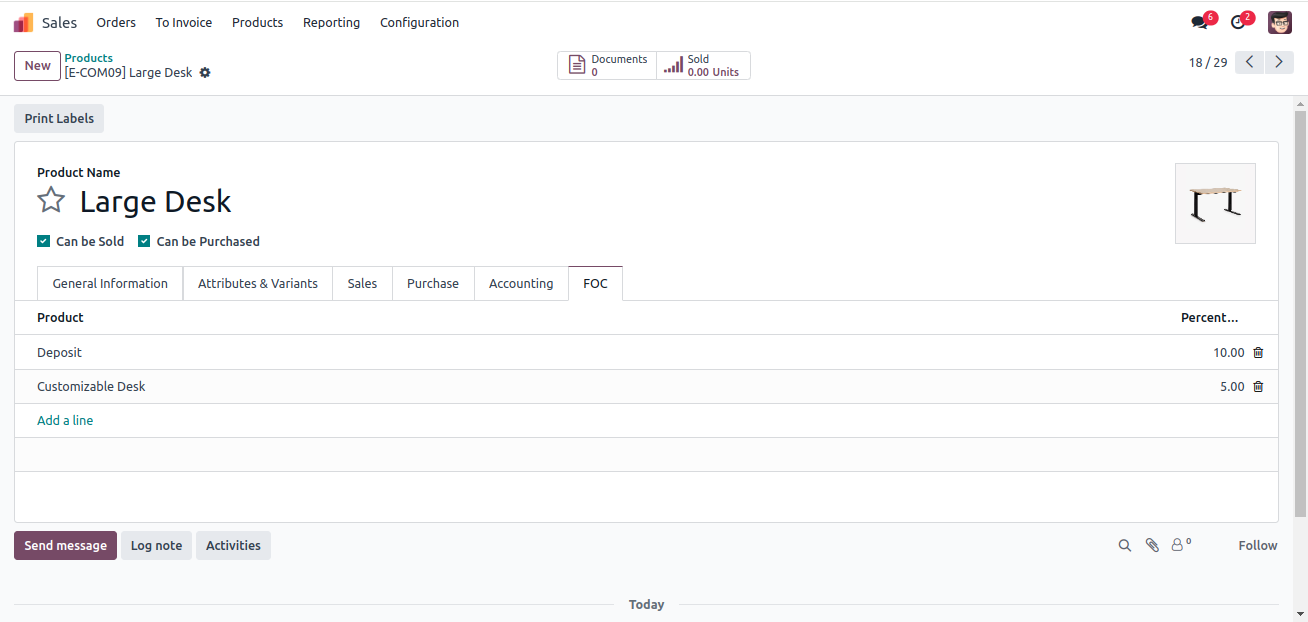 Sales Orders To Invoice Products Reporting Configuration 6 2
New Products Documents Sold
[E-COM09] Large Desk 0 0.00 Units 18 / 29
Print Labels
Product Name
Large Desk
Can be Sold Can be Purchased
General Information Attributes & Variants Sales Purchase Accounting FOC
Product Percent...
Deposit 10.00
Customizable Desk 5.00
Add a line
Send message Log note Activities 0 Follow
Today